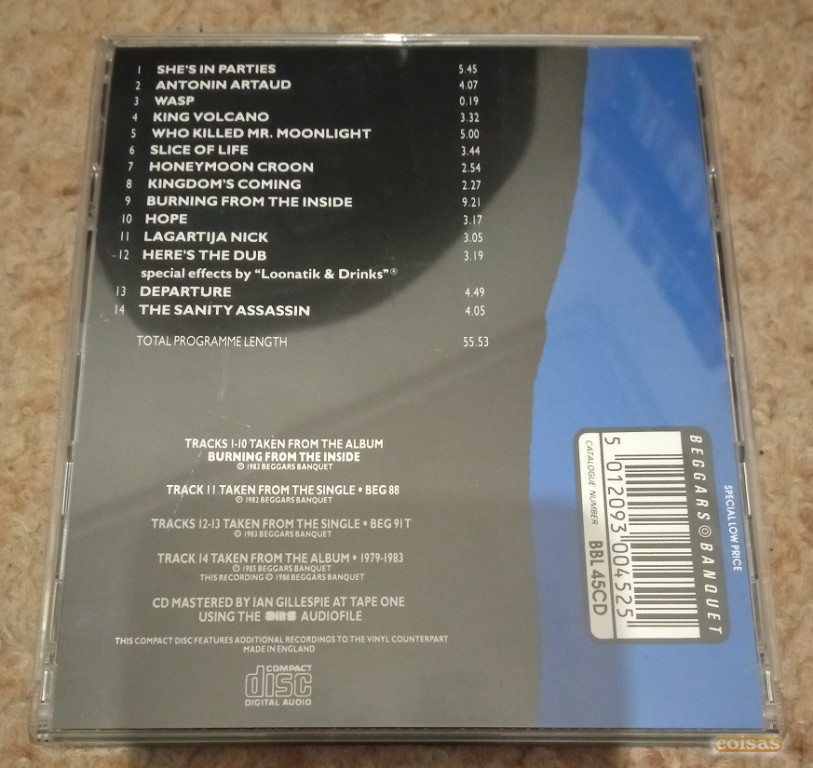 1 SHE'S IN PARTIES 5.45
2 ANTONIN ARTAUD 4.07
3 WASP 0.19
4 KING VOLCANO 3.32
5 WHO KILLED MR. MOONLIGHT 5.00
6 SLICE OF LIFE 3.44
7 HONEYMOON CROON 2.54
8 KINGDOM'S COMING 2.27
9 BURNING FROM THE INSIDE 9.21
10 HOPE 3.17
11 LAGARTIJA NICK 3.05
12 HERE'S THE DUB 3.19
special effects by "Loonatik & Drinks"®
13 DEPARTURE 4.49
14 THE SANITY ASSASSIN 4.05
TOTAL PROGRAMME LENGTH 55.53
TRACKS 1-10 TAKEN FROM THE ALBUM
BURNING FROM THE INSIDE
℗ 1983 BEGGARS BANQUET
TRACK 11 TAKEN FROM THE SINGLE • BEG 88
℗ 1982 BEGGARS BANQUET
TRACKS 12-13 TAKEN FROM THE SINGLE • BEG 91T
℗ 1983 BEGGARS BANQUET
TRACK 14 TAKEN FROM THE ALBUM • 1979-1983
℗ 1985 BEGGARS BANQUET
THIS RECORDING ℗ 1988 BEGGARS BANQUET
CD MASTERED BY IAN GILLESPIE AT TAPE ONE
USING THE AMS AUDIOFILE
THIS COMPACT DISC FEATURES ADDITIONAL RECORDINGS TO THE VINYL COUNTERPART
MADE IN ENGLAND
COMPACT
disc
DIGITAL AUDIO
SPECIAL LOW PRICE
BEGGARS BANQUET
5 012093 004525
CATALOGUE NUMBER BBL 45CD
coisas